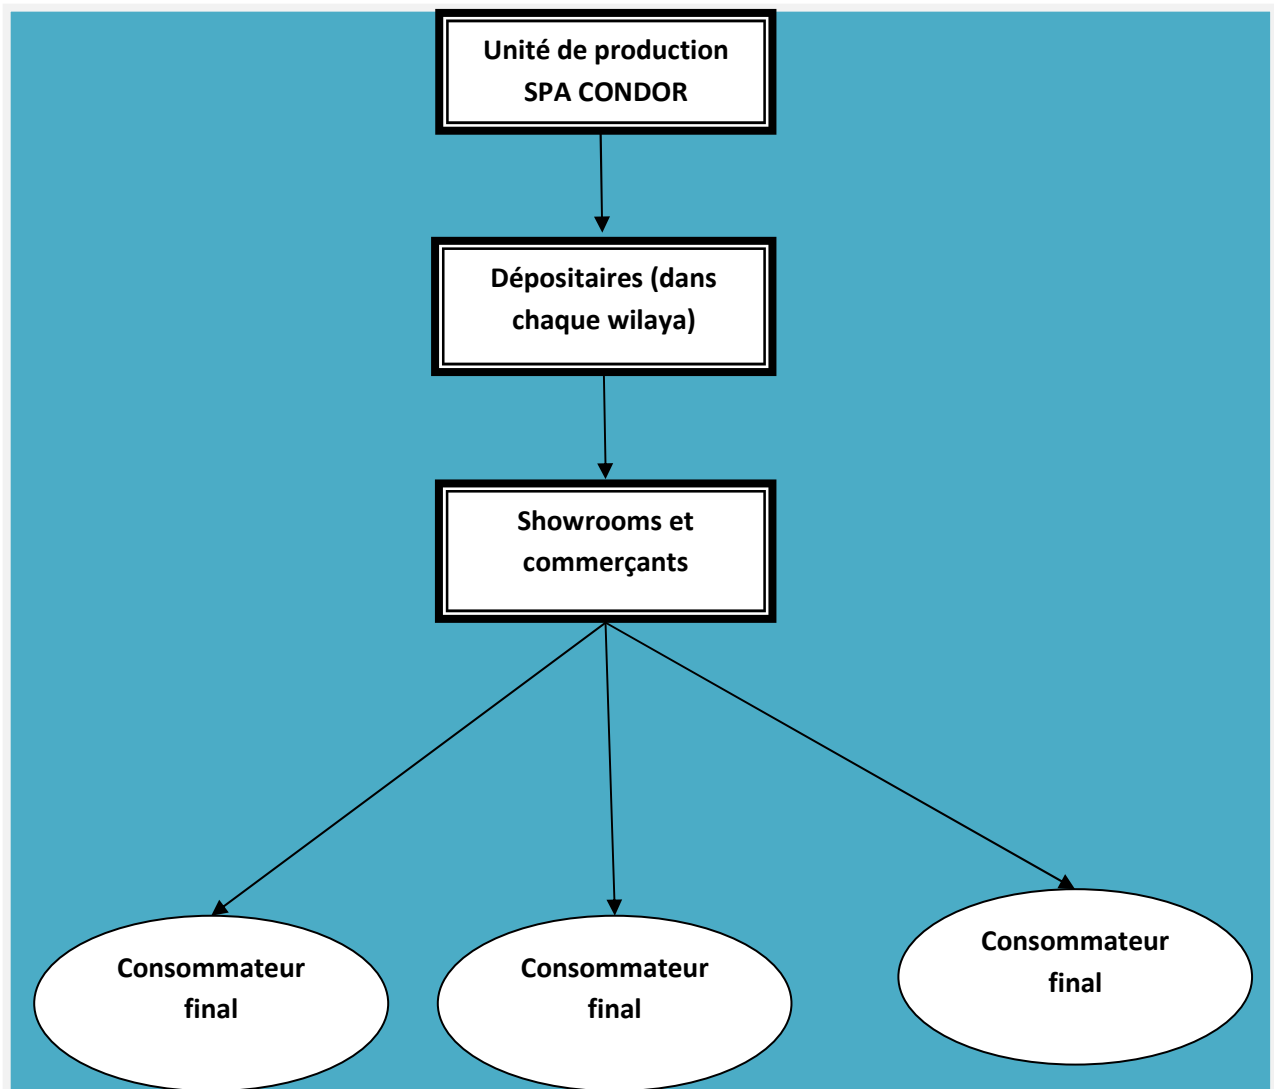 Unité de production
SPA CONDOR
Dépositaires (dans
chaque wilaya)
Showrooms et
commerçants
Consommateur
final
Consommateur
final
Consommateur
final